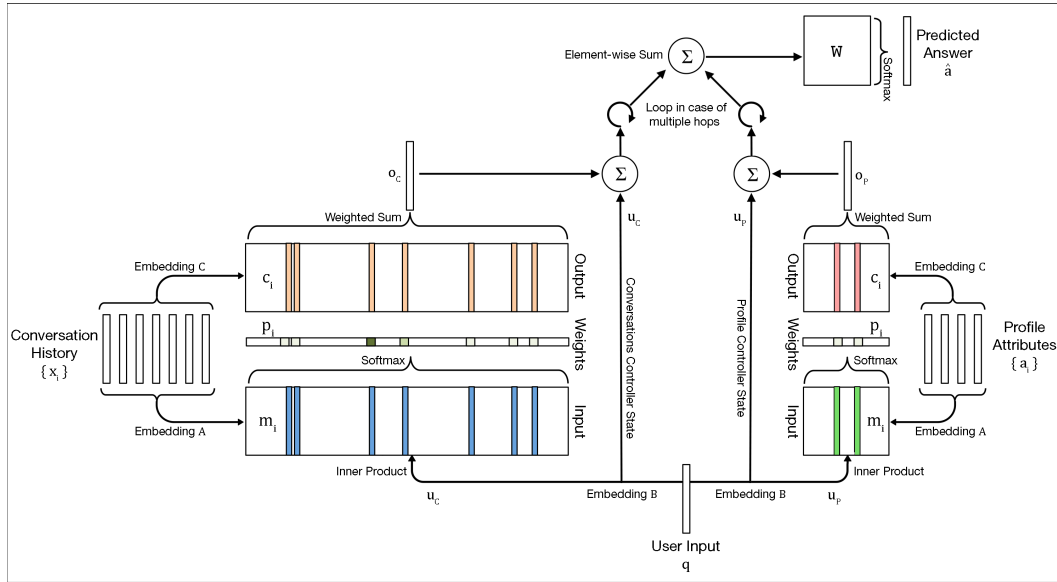 Element-wise Sum
Σ
W
Softmax
Predicted
Answer
â
Loop in case of
multiple hops
o_C
Σ
Σ
o_P
u_C
u_P
Weighted Sum
Weighted Sum
Embedding C
c_i
Output
Conversations Controller State
Profile Controller State
Output
c_i
Embedding C
Conversation
History
{ x_i }
p_i
Weights
Softmax
Weights
p_i
Softmax
Profile
Attributes
{ a_i }
Embedding A
m_i
Input
Input
m_i
Embedding A
Inner Product
Inner Product
u_C
Embedding B
Embedding B
u_P
User Input
q